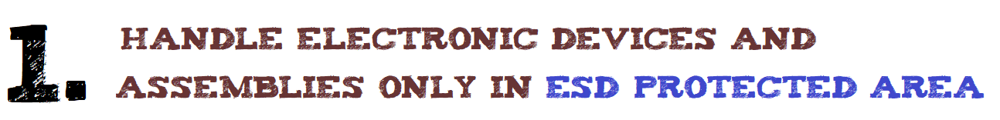 1. HANDLE ELECTRONIC DEVICES AND
ASSEMBLIES ONLY IN ESD PROTECTED AREA